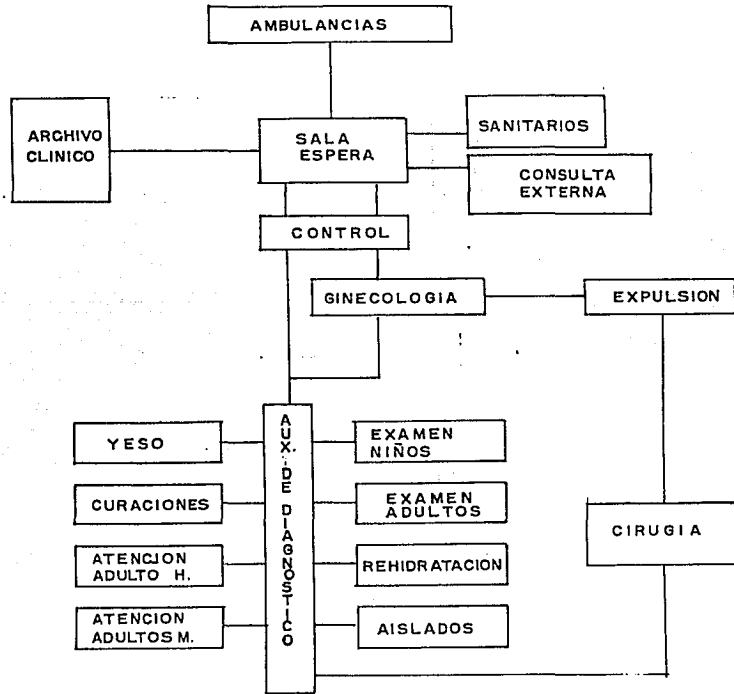 AMBULANCIAS
ARCHIVO
CLINICO
SALA
ESPERA
SANITARIOS
CONSULTA
EXTERNA
CONTROL
GINECOLOGIA
EXPULSION
AUX. DE DIAGNOSTICO
YESO
EXAMEN
NIÑOS
CURACIONES
EXAMEN
ADULTOS
CIRUGIA
ATENCION
ADULTO H.
REHIDRATACION
ATENCION
ADULTOS M.
AISLADOS